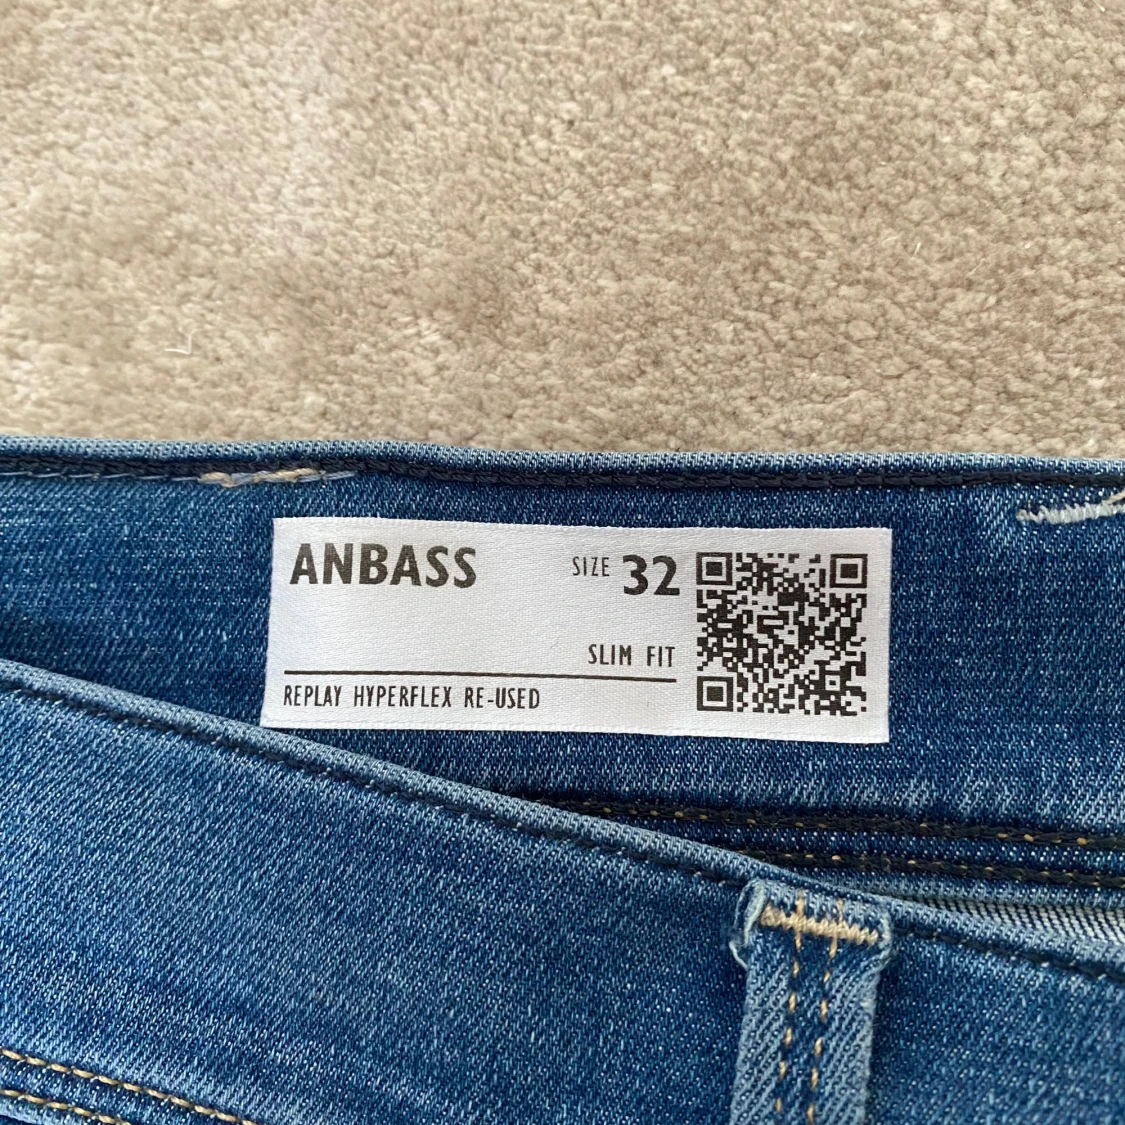 ANBASS
SIZE 32
SLIM FIT
REPLAY HYPERFLEX RE-USED